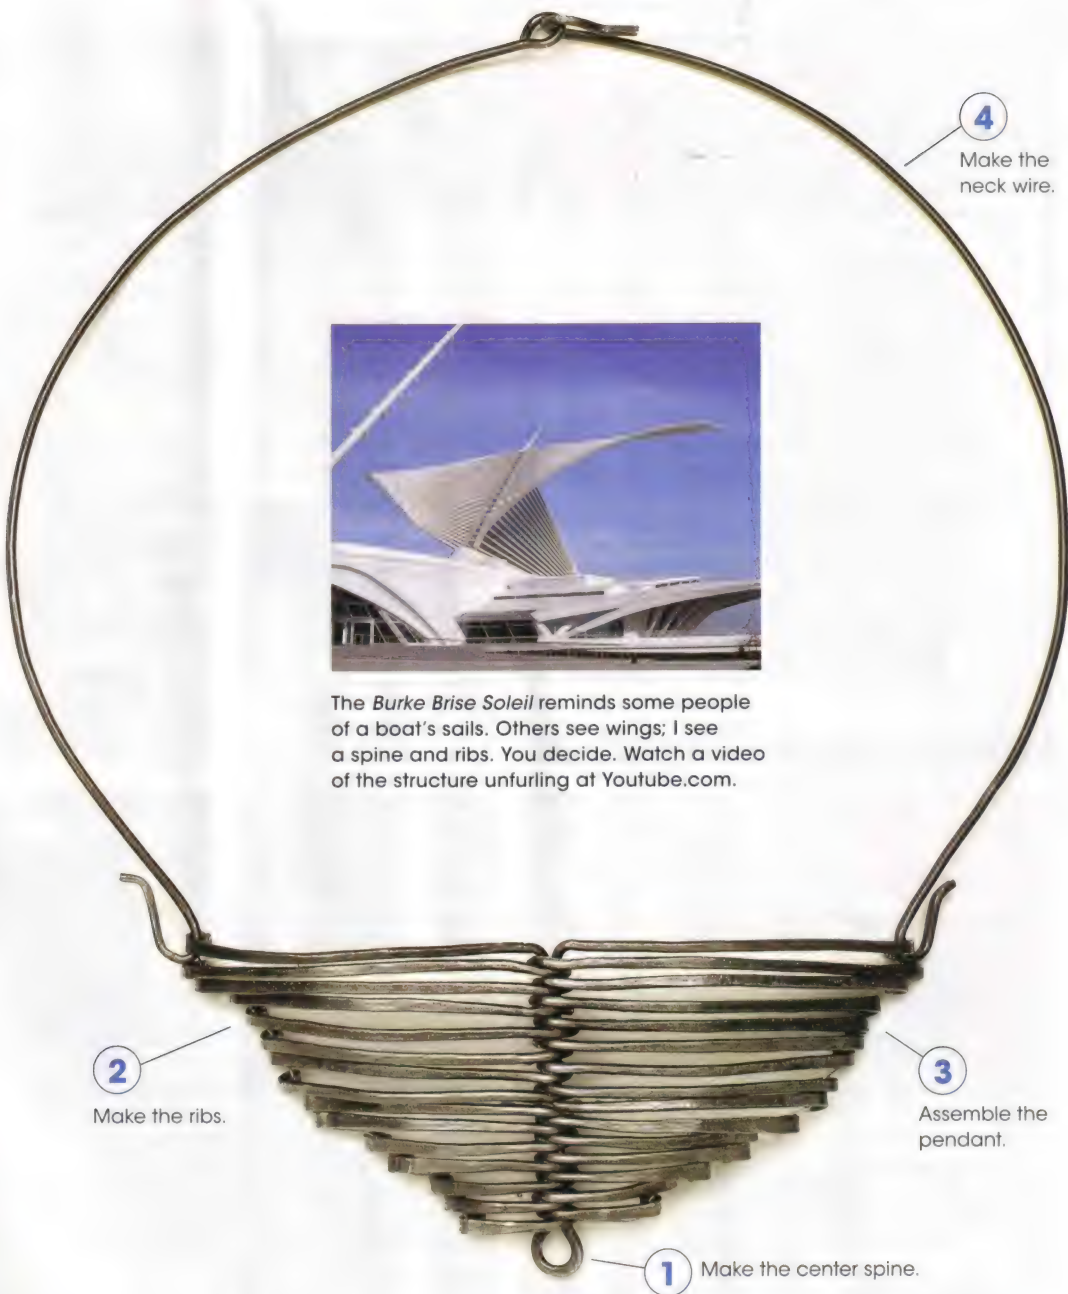 4
Make the
neck wire.
The Burke Brise Soleil reminds some people
of a boat's sails. Others see wings; I see
a spine and ribs. You decide. Watch a video
of the structure unfurling at Youtube.com.
2
Make the ribs.
3
Assemble the
pendant.
1 Make the center spine.